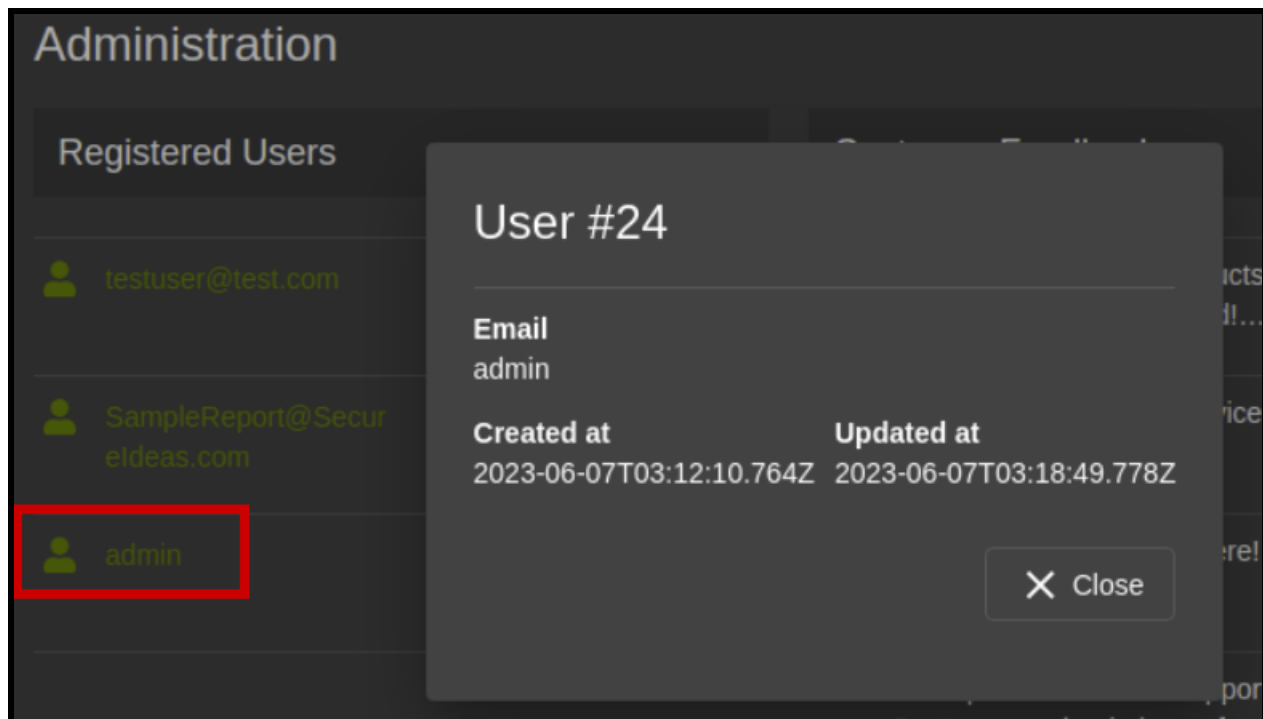 Administration
Registered Users
testuser@test.com
SampleReport@Secur
eIdeas.com
admin
User #24
Email
admin
Created at Updated at
2023-06-07T03:12:10.764Z 2023-06-07T03:18:49.778Z
Close